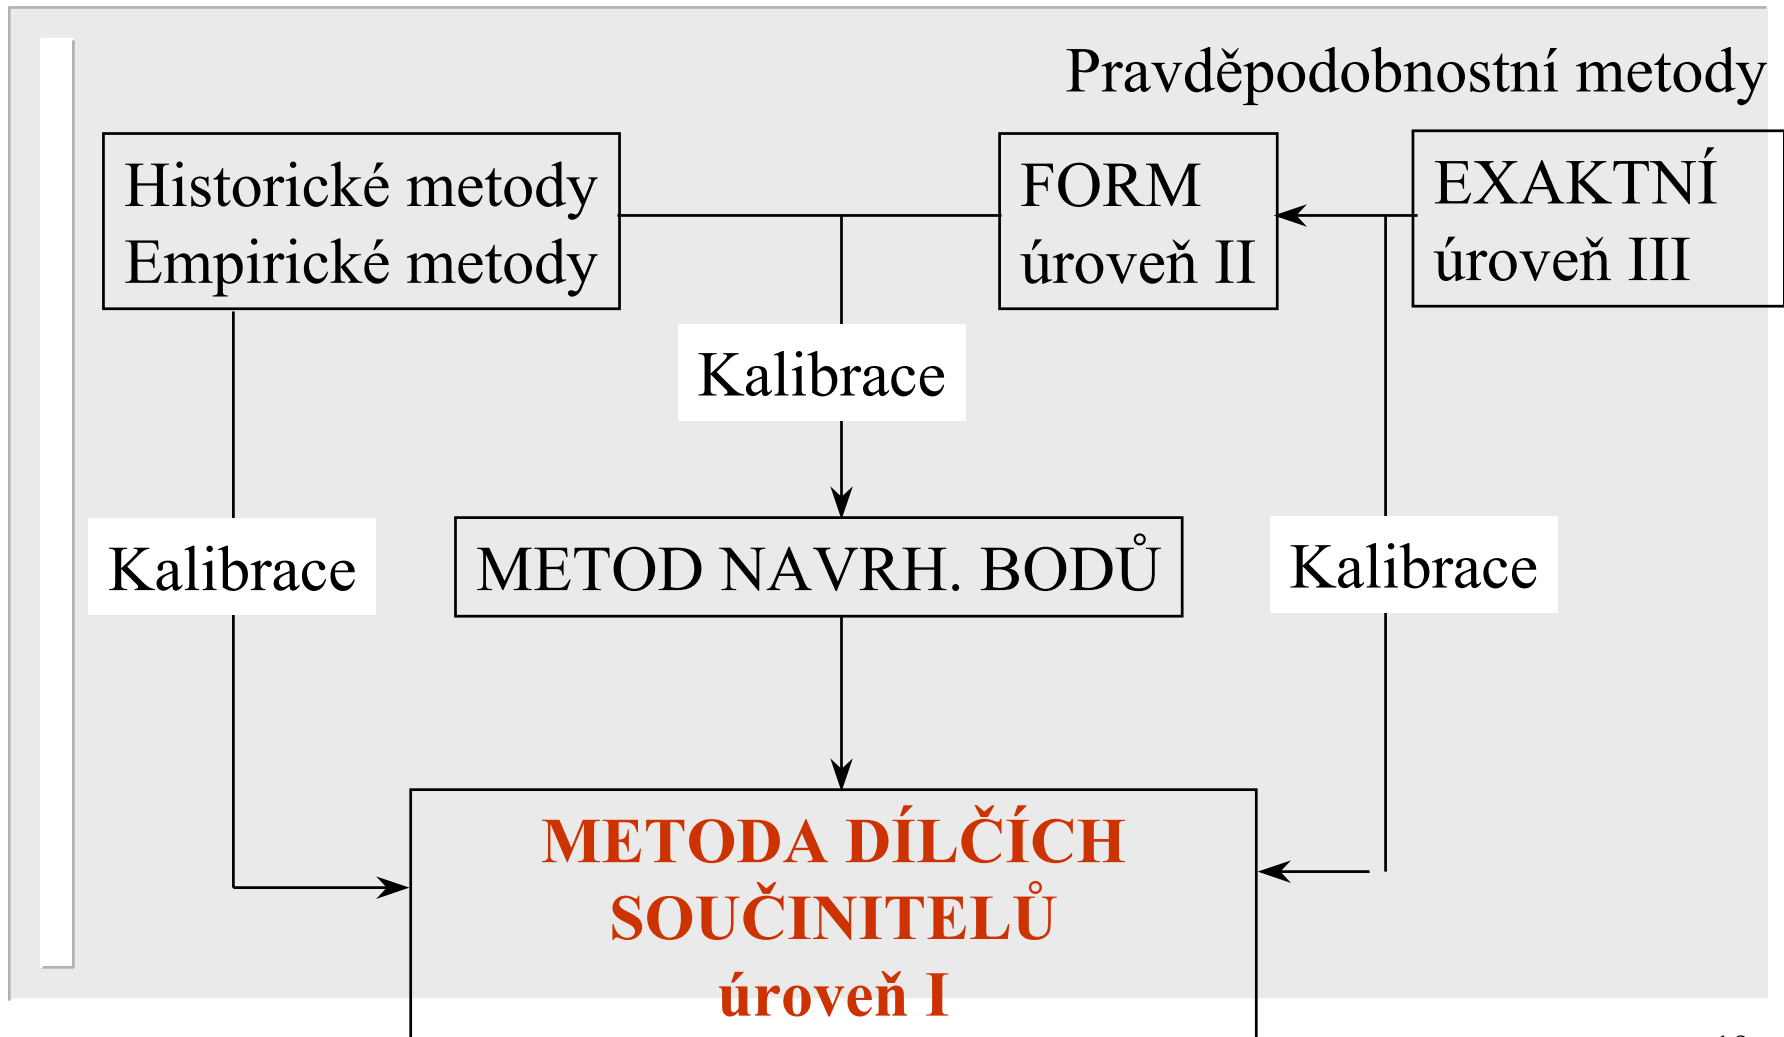 Pravděpodobnostní metody
Historické metody
Empirické metody
FORM
úroveň II
EXAKTNÍ
úroveň III
Kalibrace
Kalibrace
METOD NAVRH. BODŮ
Kalibrace
METODA DÍLČÍCH
SOUČINITELŮ
úroveň I